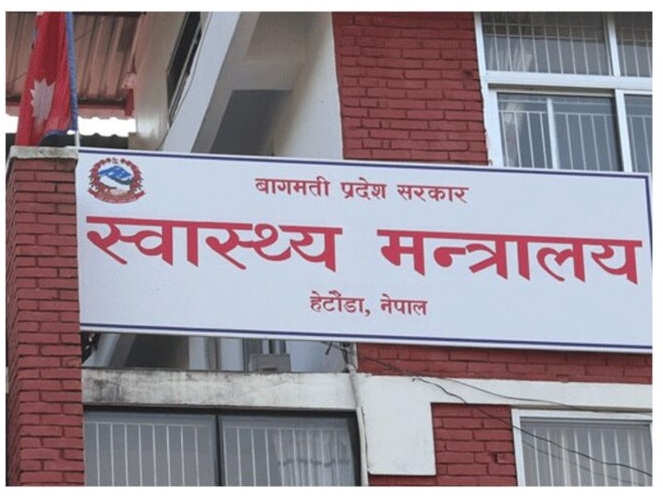 बागमती प्रदेश सरकार
स्वास्थ्य मन्त्रालय
हेटौंडा, नेपाल